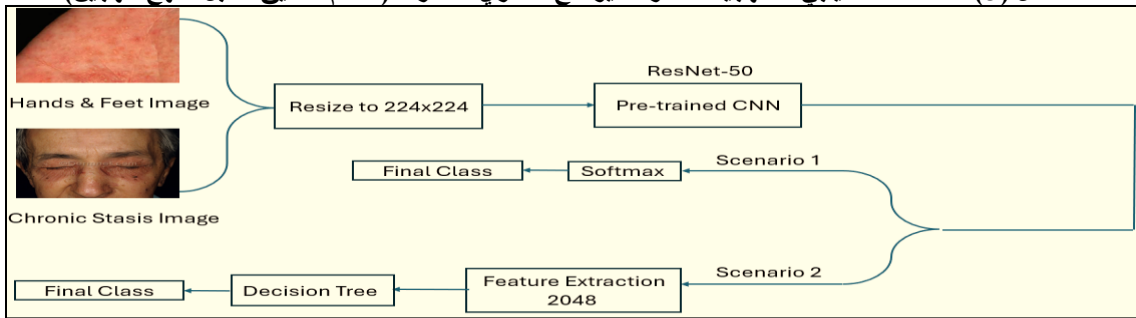 Hands & Feet Image
Chronic Stasis Image
Resize to 224x224
ResNet-50
Pre-trained CNN
Scenario 1
Softmax
Final Class
Scenario 2
Feature Extraction
2048
Decision Tree
Final Class